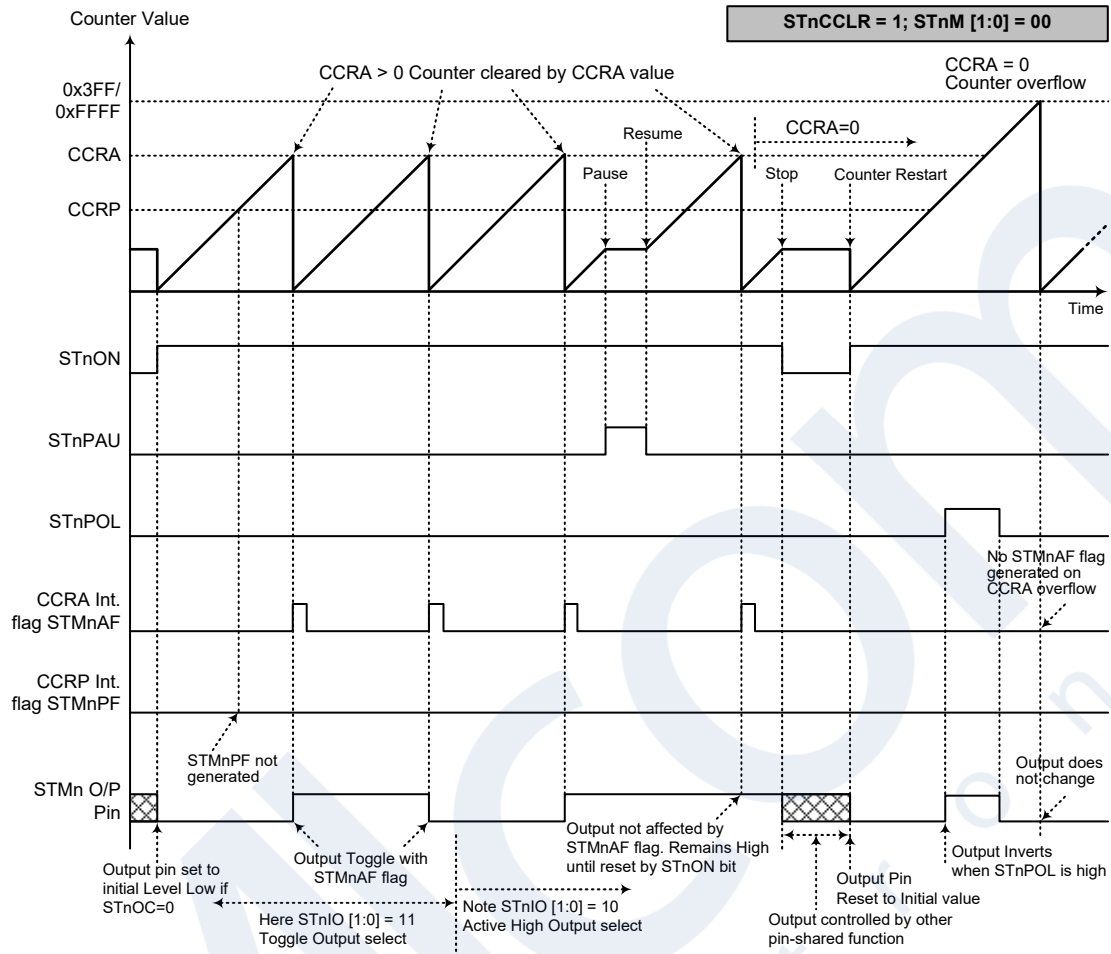 Counter Value
STnCCLR = 1; STnM [1:0] = 00
CCRA > 0 Counter cleared by CCRA value
CCRA = 0
Counter overflow
0x3FF/
0xFFFF
Resume
CCRA=0
CCRA
Pause
Stop
Counter Restart
CCRP
Time
STnON
STnPAU
STnPOL
No STMnAF flag
generated on
CCRA overflow
CCRA Int.
flag STMnAF
CCRP Int.
flag STMnPF
STMnPF not
generated
STMn O/P
Pin
Output does
not change
Output pin set to
initial Level Low if
STnOC=0
Output Toggle with
STMnAF flag
Output not affected by
STMnAF flag. Remains High
until reset by STnON bit
Output Inverts
when STnPOL is high
Output Pin
Reset to Initial value
Here STnIO [1:0] = 11
Toggle Output select
Note STnIO [1:0] = 10
Active High Output select
Output controlled by other
pin-shared function